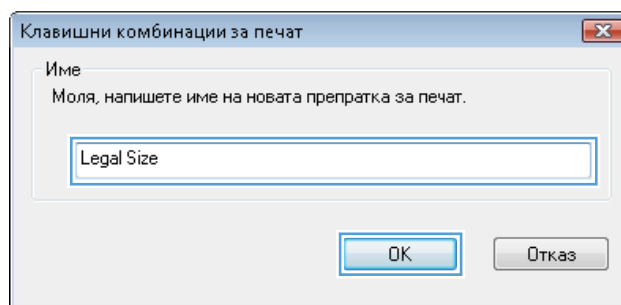 Клавишни комбинации за печат
Име
Моля, напишете име на новата препратка за печат.
Legal Size
OK
Отказ